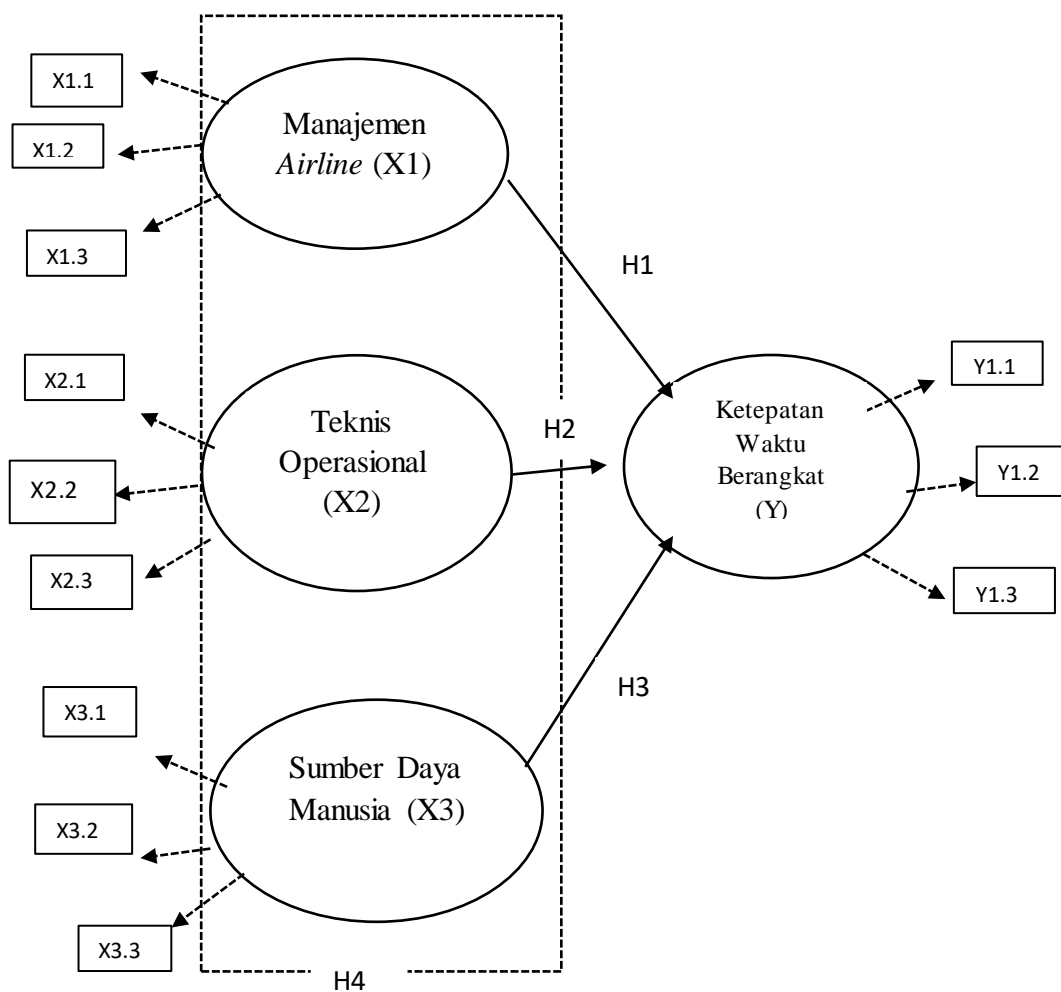 X1.1
X1.2
X1.3
Manajemen
Airline (X1)
H1
X2.1
X2.2
X2.3
Teknis
Operasional
(X2)
H2
Ketepatan
Waktu
Berangkat
(Y)
Y1.1
Y1.2
Y1.3
H3
X3.1
X3.2
X3.3
Sumber Daya
Manusia (X3)
H4